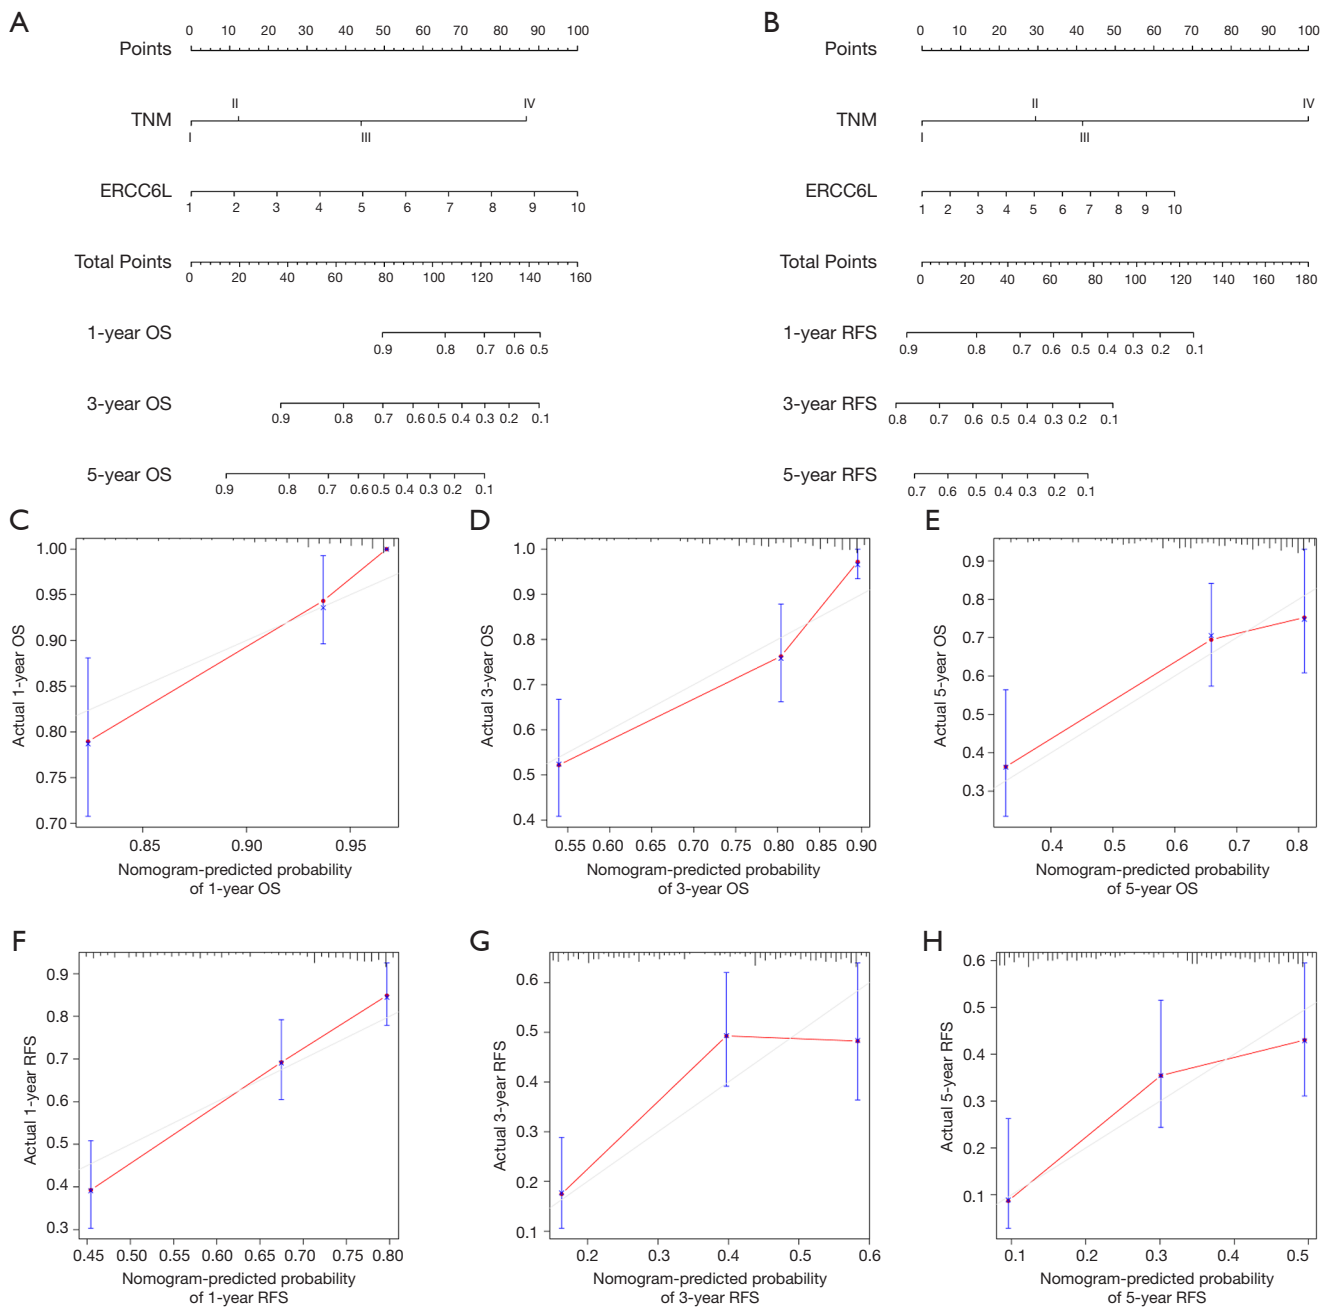 A
0 10 20 30 40 50 60 70 80 90 100
Points
II IV
TNM
I III
ERCC6L
1 2 3 4 5 6 7 8 9 10
Total Points
0 20 40 60 80 100 120 140 160
1-year OS
0.9 0.8 0.7 0.6 0.5
3-year OS
0.9 0.8 0.7 0.6 0.5 0.4 0.3 0.2 0.1
5-year OS
0.9 0.8 0.7 0.6 0.5 0.4 0.3 0.2 0.1
B
0 10 20 30 40 50 60 70 80 90 100
Points
II IV
TNM
I III
ERCC6L
1 2 3 4 5 6 7 8 9 10
Total Points
0 20 40 60 80 100 120 140 160 180
1-year RFS
0.9 0.8 0.7 0.6 0.5 0.4 0.3 0.2 0.1
3-year RFS
0.8 0.7 0.6 0.5 0.4 0.3 0.2 0.1
5-year RFS
0.7 0.6 0.5 0.4 0.3 0.2 0.1
C
Actual 1-year OS
1.00
0.95
0.90
0.85
0.80
0.75
0.70
0.85 0.90 0.95
Nomogram-predicted probability
of 1-year OS
D
Actual 3-year OS
1.0
0.9
0.8
0.7
0.6
0.5
0.4
0.55 0.60 0.65 0.70 0.75 0.80 0.85 0.90
Nomogram-predicted probability
of 3-year OS
E
Actual 5-year OS
0.9
0.8
0.7
0.6
0.5
0.4
0.3
0.4 0.5 0.6 0.7 0.8
Nomogram-predicted probability
of 5-year OS
F
Actual 1-year RFS
0.9
0.8
0.7
0.6
0.5
0.4
0.3
0.45 0.50 0.55 0.60 0.65 0.70 0.75 0.80
Nomogram-predicted probability
of 1-year RFS
G
Actual 3-year RFS
0.6
0.5
0.4
0.3
0.2
0.1
0.2 0.3 0.4 0.5 0.6
Nomogram-predicted probability
of 3-year RFS
H
Actual 5-year RFS
0.6
0.5
0.4
0.3
0.2
0.1
0.1 0.2 0.3 0.4 0.5
Nomogram-predicted probability
of 5-year RFS